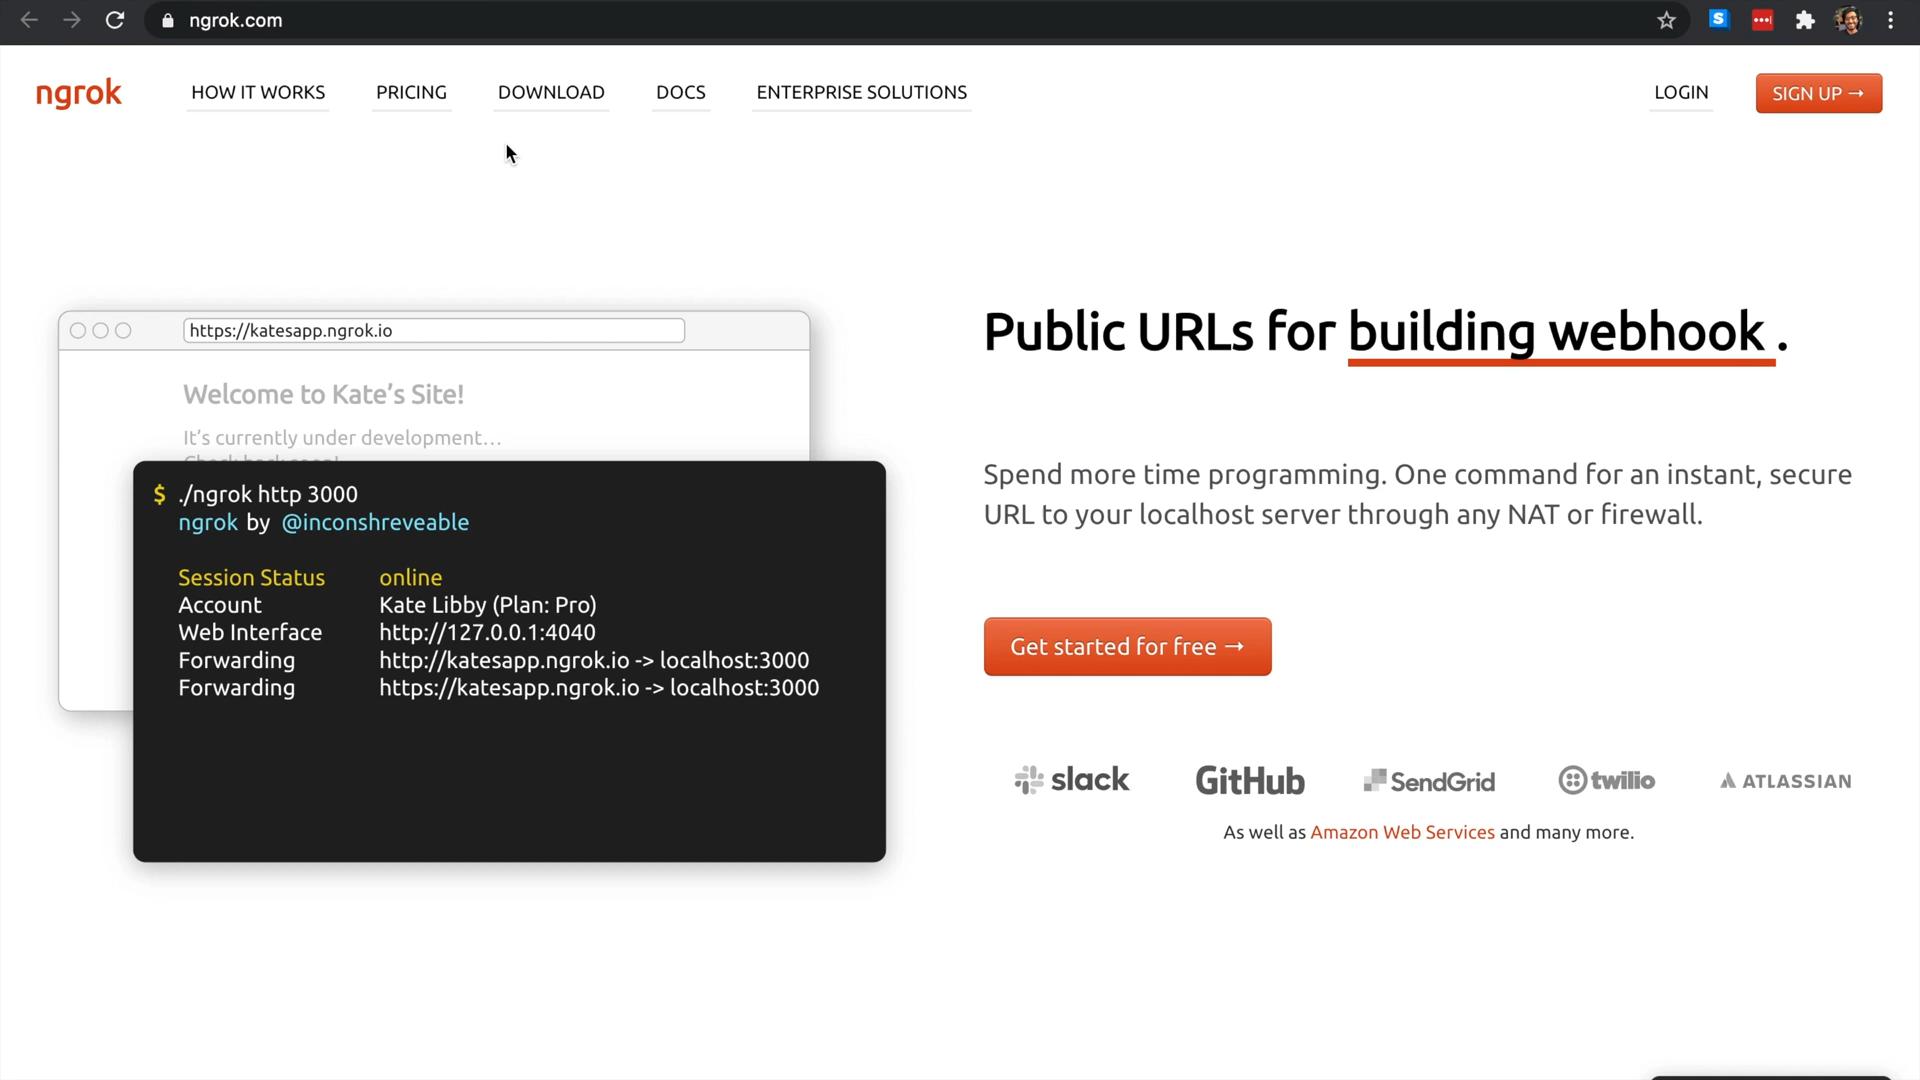 ngrok.com
ngrok
HOW IT WORKS
PRICING
DOWNLOAD
DOCS
ENTERPRISE SOLUTIONS
LOGIN
SIGN UP →
https://katesapp.ngrok.io
Welcome to Kate’s Site!
It’s currently under development…
$ ./ngrok http 3000
ngrok by @inconshreveable
Session Status online
Account Kate Libby (Plan: Pro)
Web Interface http://127.0.0.1:4040
Forwarding http://katesapp.ngrok.io -> localhost:3000
Forwarding https://katesapp.ngrok.io -> localhost:3000
Public URLs for building webhook .
Spend more time programming. One command for an instant, secure
URL to your localhost server through any NAT or firewall.
Get started for free →
slack
GitHub
SendGrid
twilio
ATLASSIAN
As well as Amazon Web Services and many more.